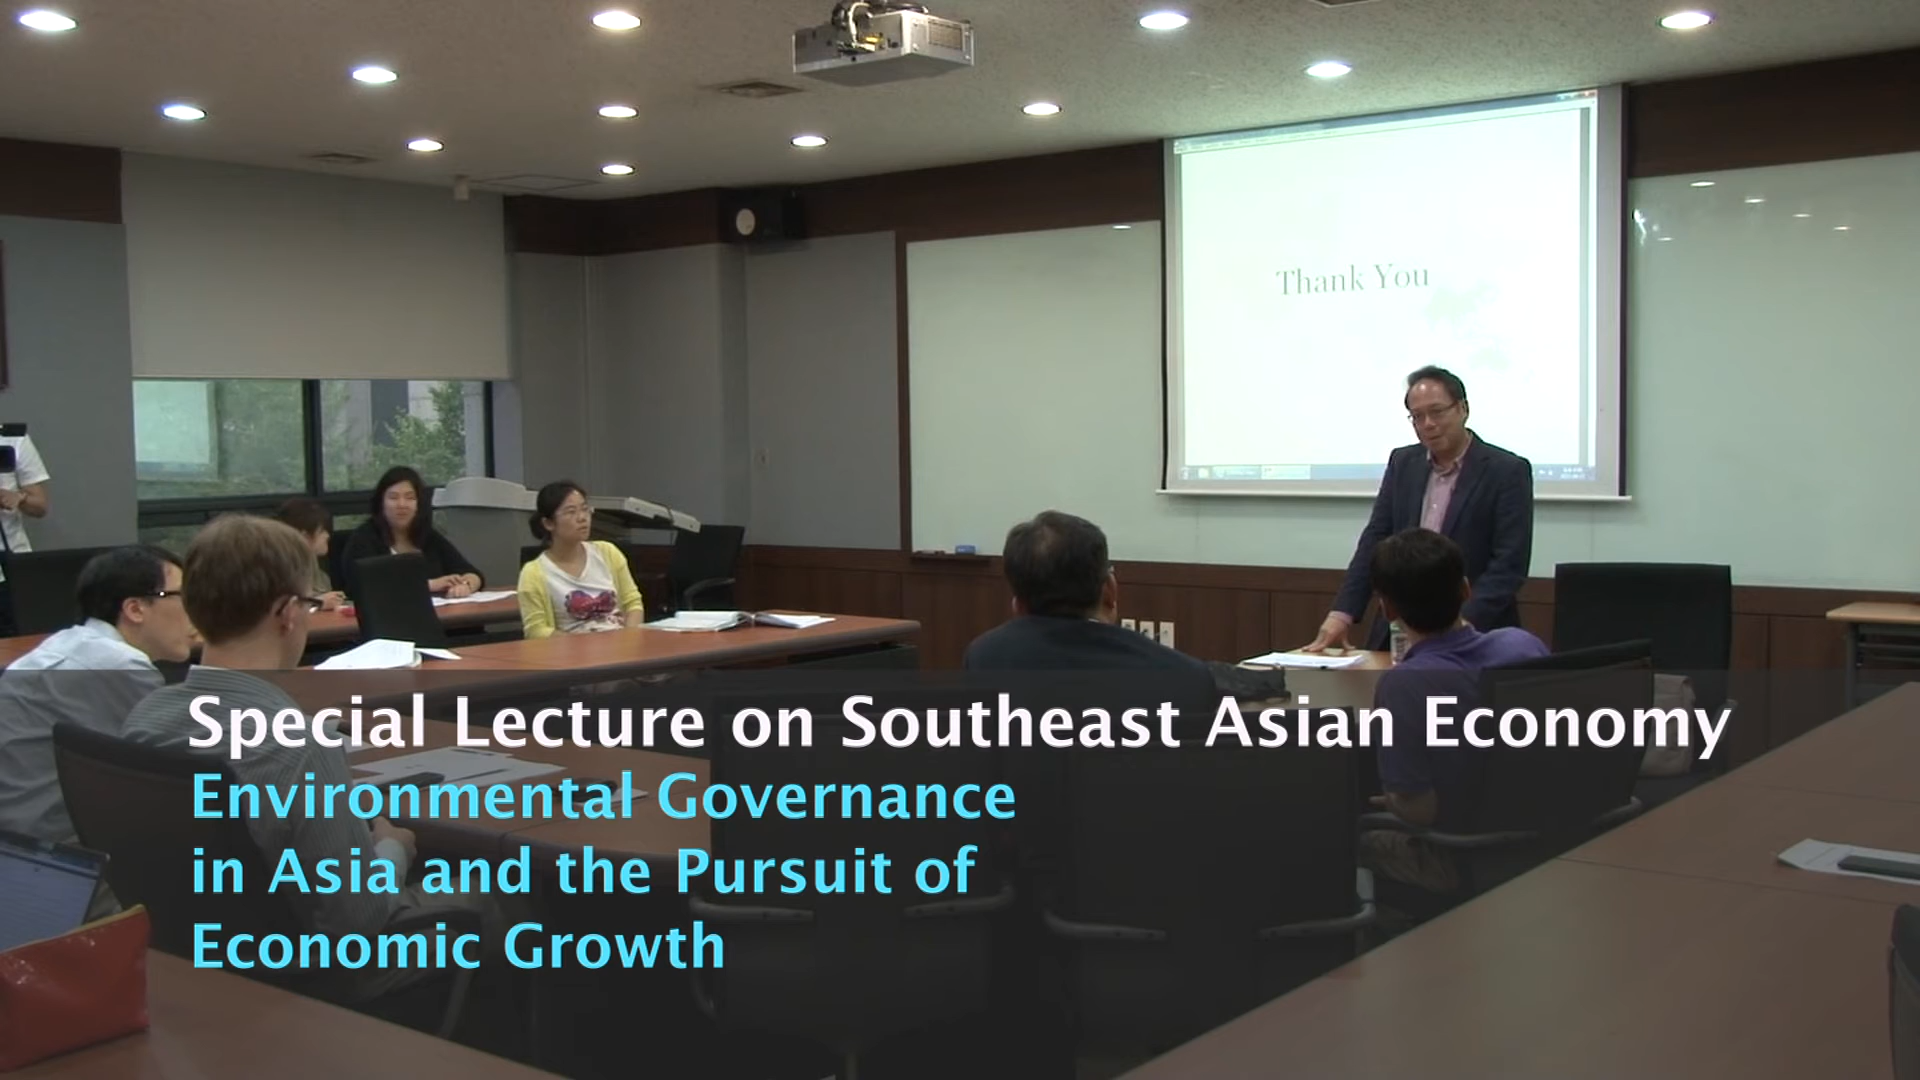 Thank You
Special Lecture on Southeast Asian Economy
Environmental Governance
in Asia and the Pursuit of
Economic Growth